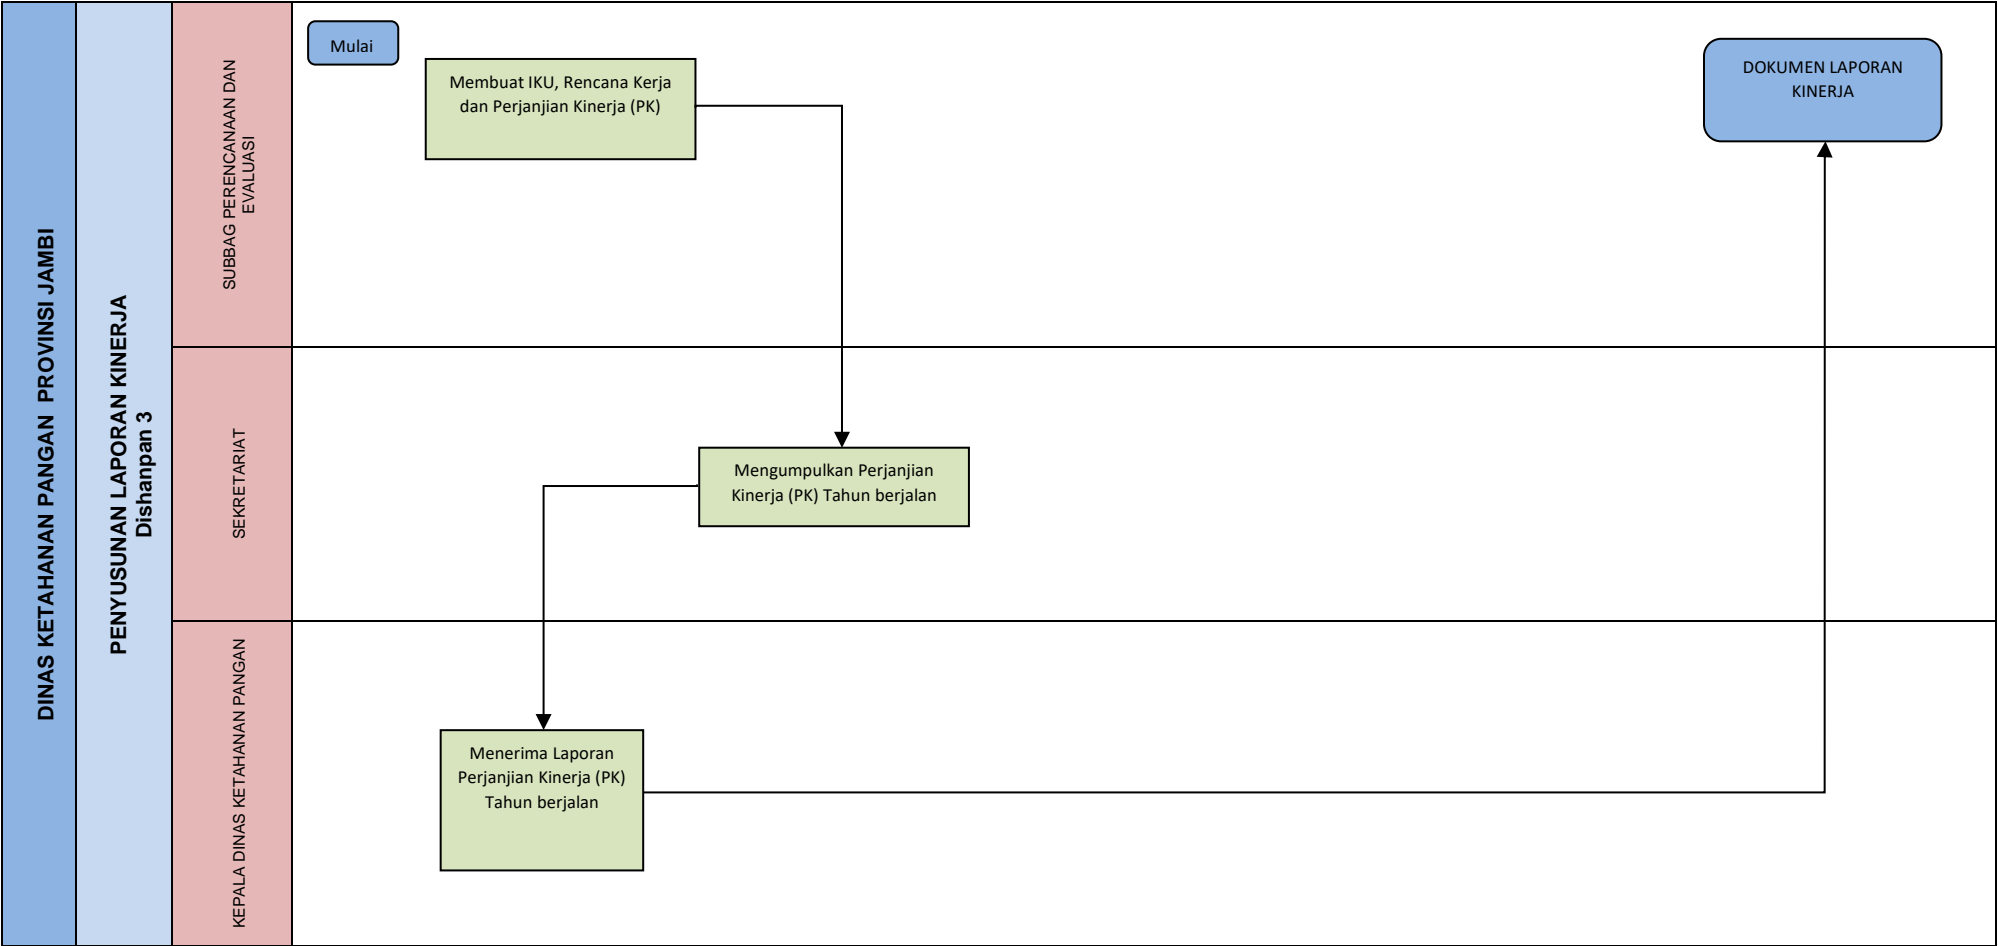 DINAS KETAHANAN PANGAN PROVINSI JAMBI
PENYUSUNAN LAPORAN KINERJA
Dishanpan 3
SUBBAG PERENCANAAN DAN
EVALUASI
Mulai
Membuat IKU, Rencana Kerja
dan Perjanjian Kinerja (PK)
DOKUMEN LAPORAN
KINERJA
SEKRETARIAT
Mengumpulkan Perjanjian
Kinerja (PK) Tahun berjalan
KEPALA DINAS KETAHANAN PANGAN
Menerima Laporan
Perjanjian Kinerja (PK)
Tahun berjalan